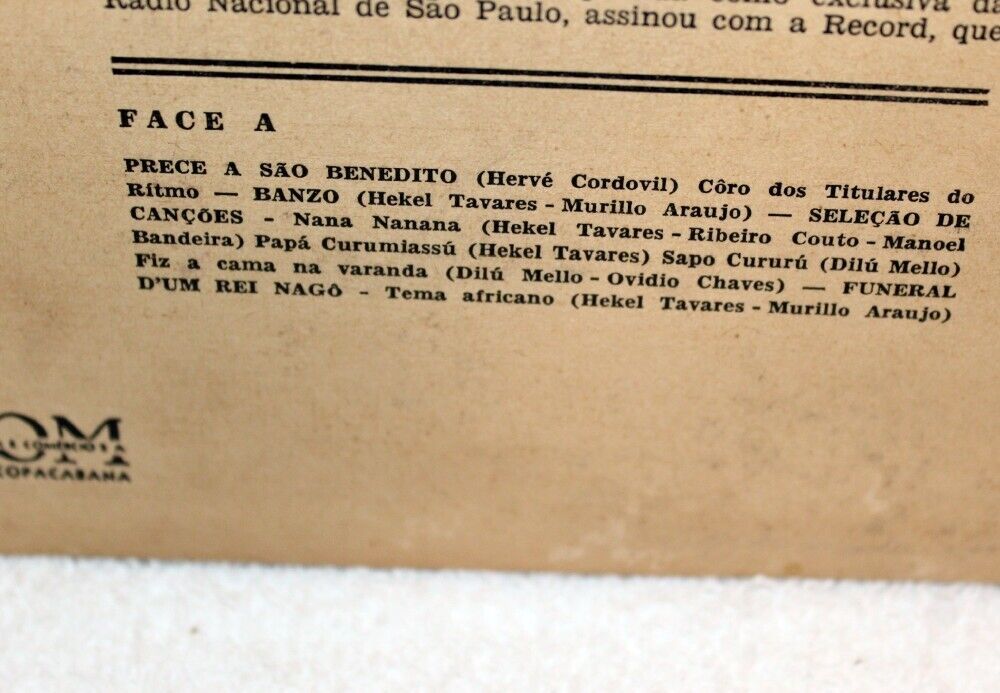 Rádio Nacional de São Paulo, assinou com a Record, que
FACE A
PRECE A SÃO BENEDITO (Hervé Cordovil) Côro dos Titulares do
Rítmo — BANZO (Hekel Tavares - Murillo Araujo) — SELEÇÃO DE
CANÇÕES - Nana Nanana (Hekel Tavares - Ribeiro Couto - Manoel
Bandeira) Papá Curumiassú (Hekel Tavares) Sapo Cururú (Dilú Mello)
Fiz a cama na varanda (Dilú Mello - Ovidio Chaves) — FUNERAL
D'UM REI NAGÔ - Tema africano (Hekel Tavares - Murillo Araujo)
OM
E COMÉRCIO S A
COPACABANA